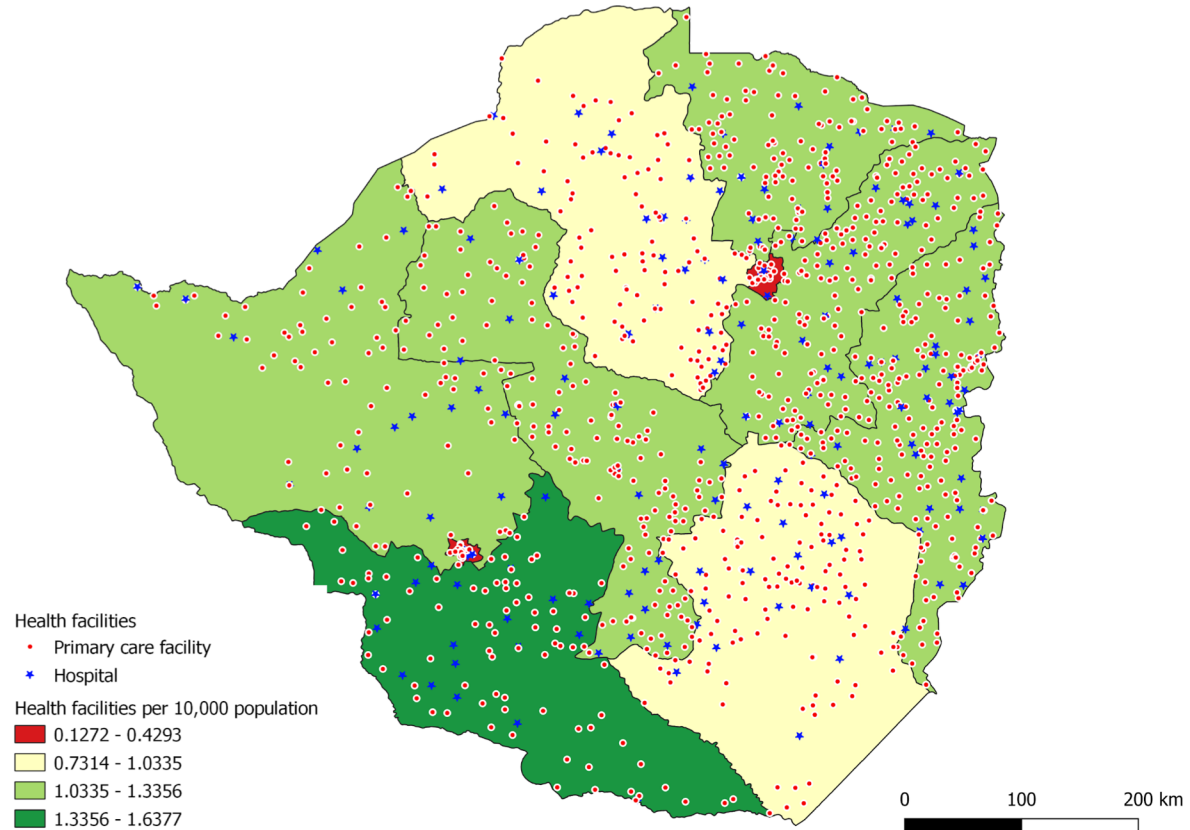 Health facilities
Primary care facility
Hospital
Health facilities per 10,000 population
0.1272 - 0.4293
0.7314 - 1.0335
1.0335 - 1.3356
1.3356 - 1.6377
0 100 200 km